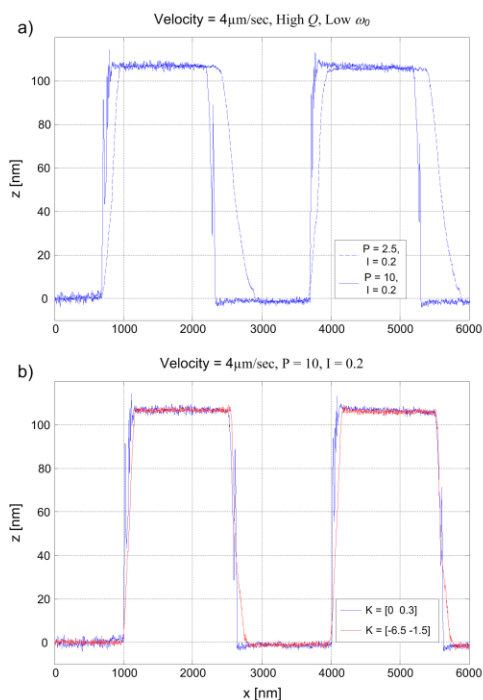 a)
Velocity = 4µm/sec, High Q, Low ω0
z [nm]
100
80
60
40
20
0
P = 2.5,
I = 0.2
P = 10,
I = 0.2
0 1000 2000 3000 4000 5000 6000
b)
Velocity = 4µm/sec, P = 10, I = 0.2
z [nm]
100
80
60
40
20
0
K = [0 0.3]
K = [-6.5 -1.5]
0 1000 2000 3000 4000 5000 6000
x [nm]